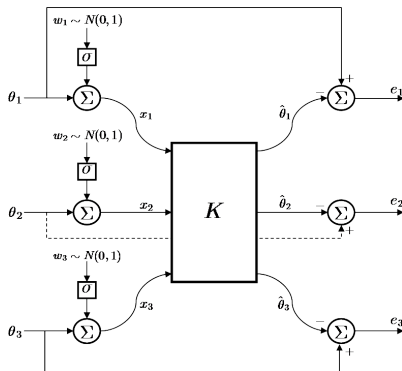 w₁ ~ N(0,1)
σ
+
θ₁
Σ
x₁
θ̂₁
−
Σ
e₁
w₂ ~ N(0,1)
σ
θ₂
Σ
x₂
K
θ̂₂
−
Σ
e₂
+
w₃ ~ N(0,1)
σ
θ₃
Σ
x₃
θ̂₃
−
Σ
e₃
+